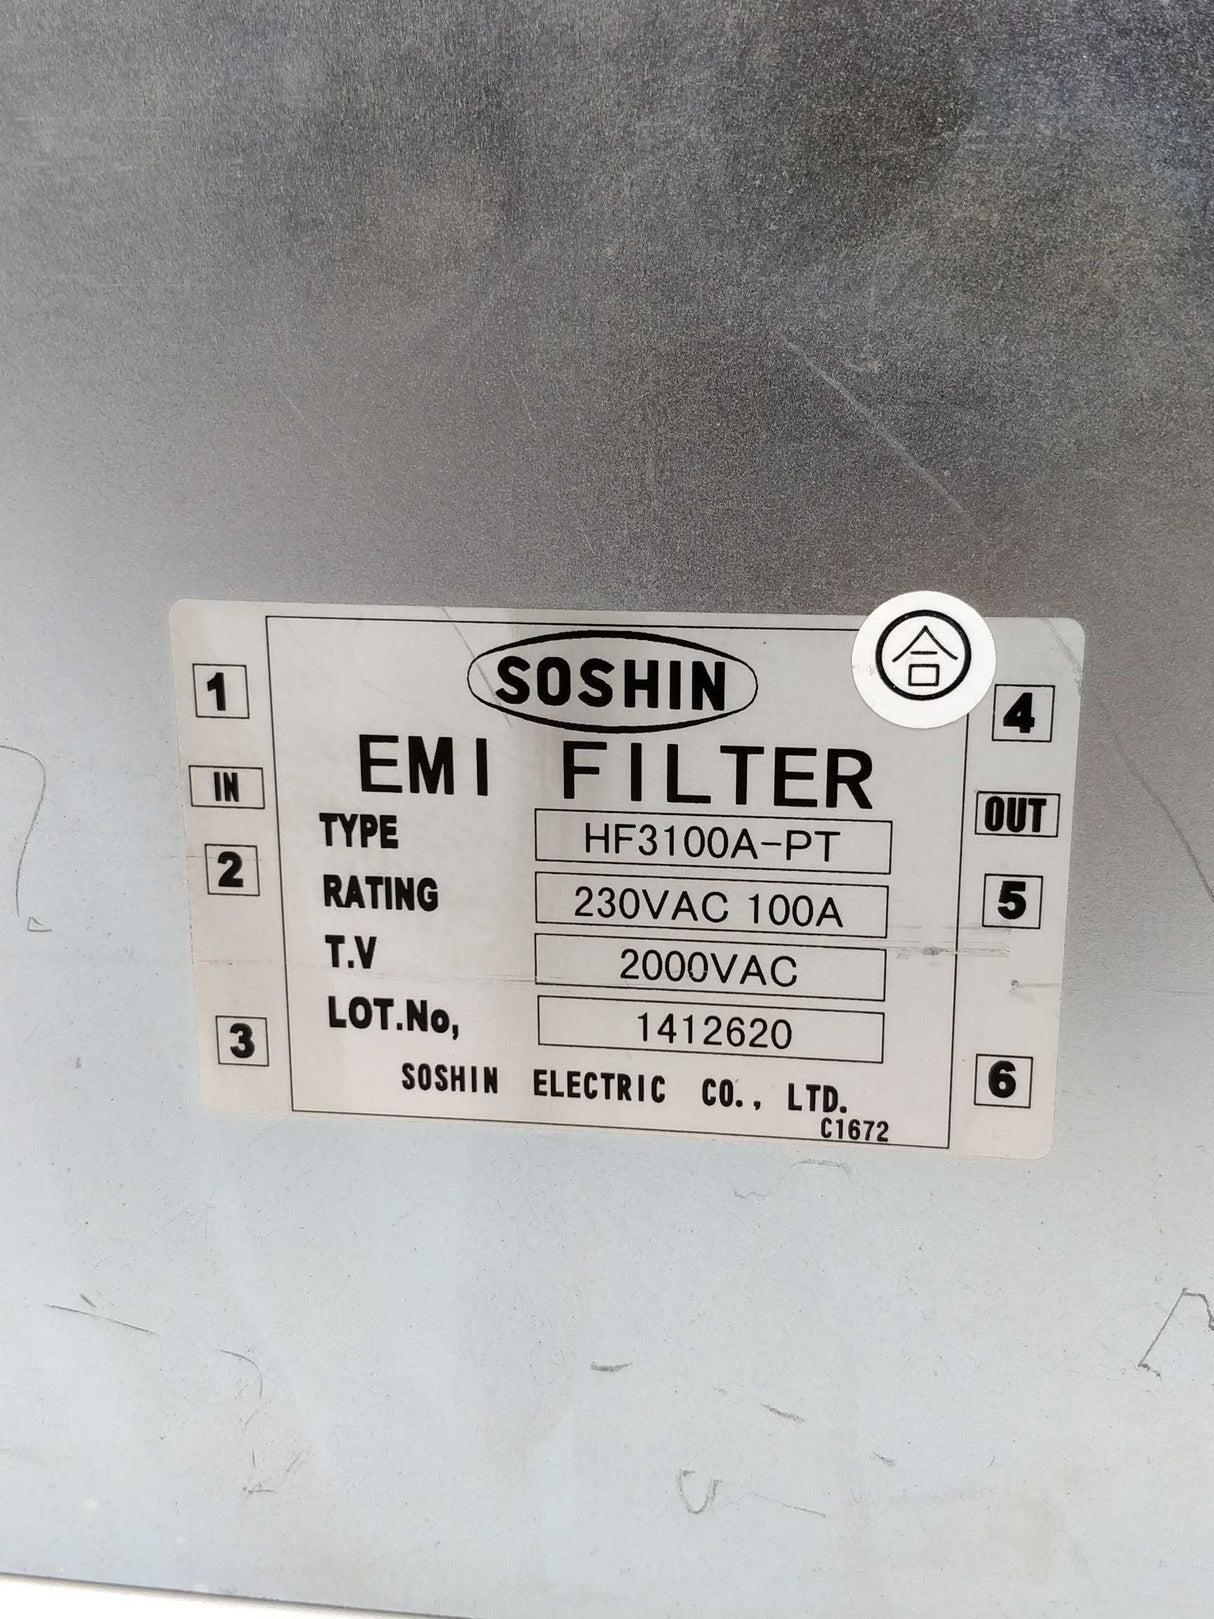 SOSHIN
合
1
4
EMI FILTER
IN
OUT
TYPE HF3100A-PT
2
5
RATING 230VAC 100A
T.V 2000VAC
LOT.No, 1412620
3
6
SOSHIN ELECTRIC CO., LTD.
C1672